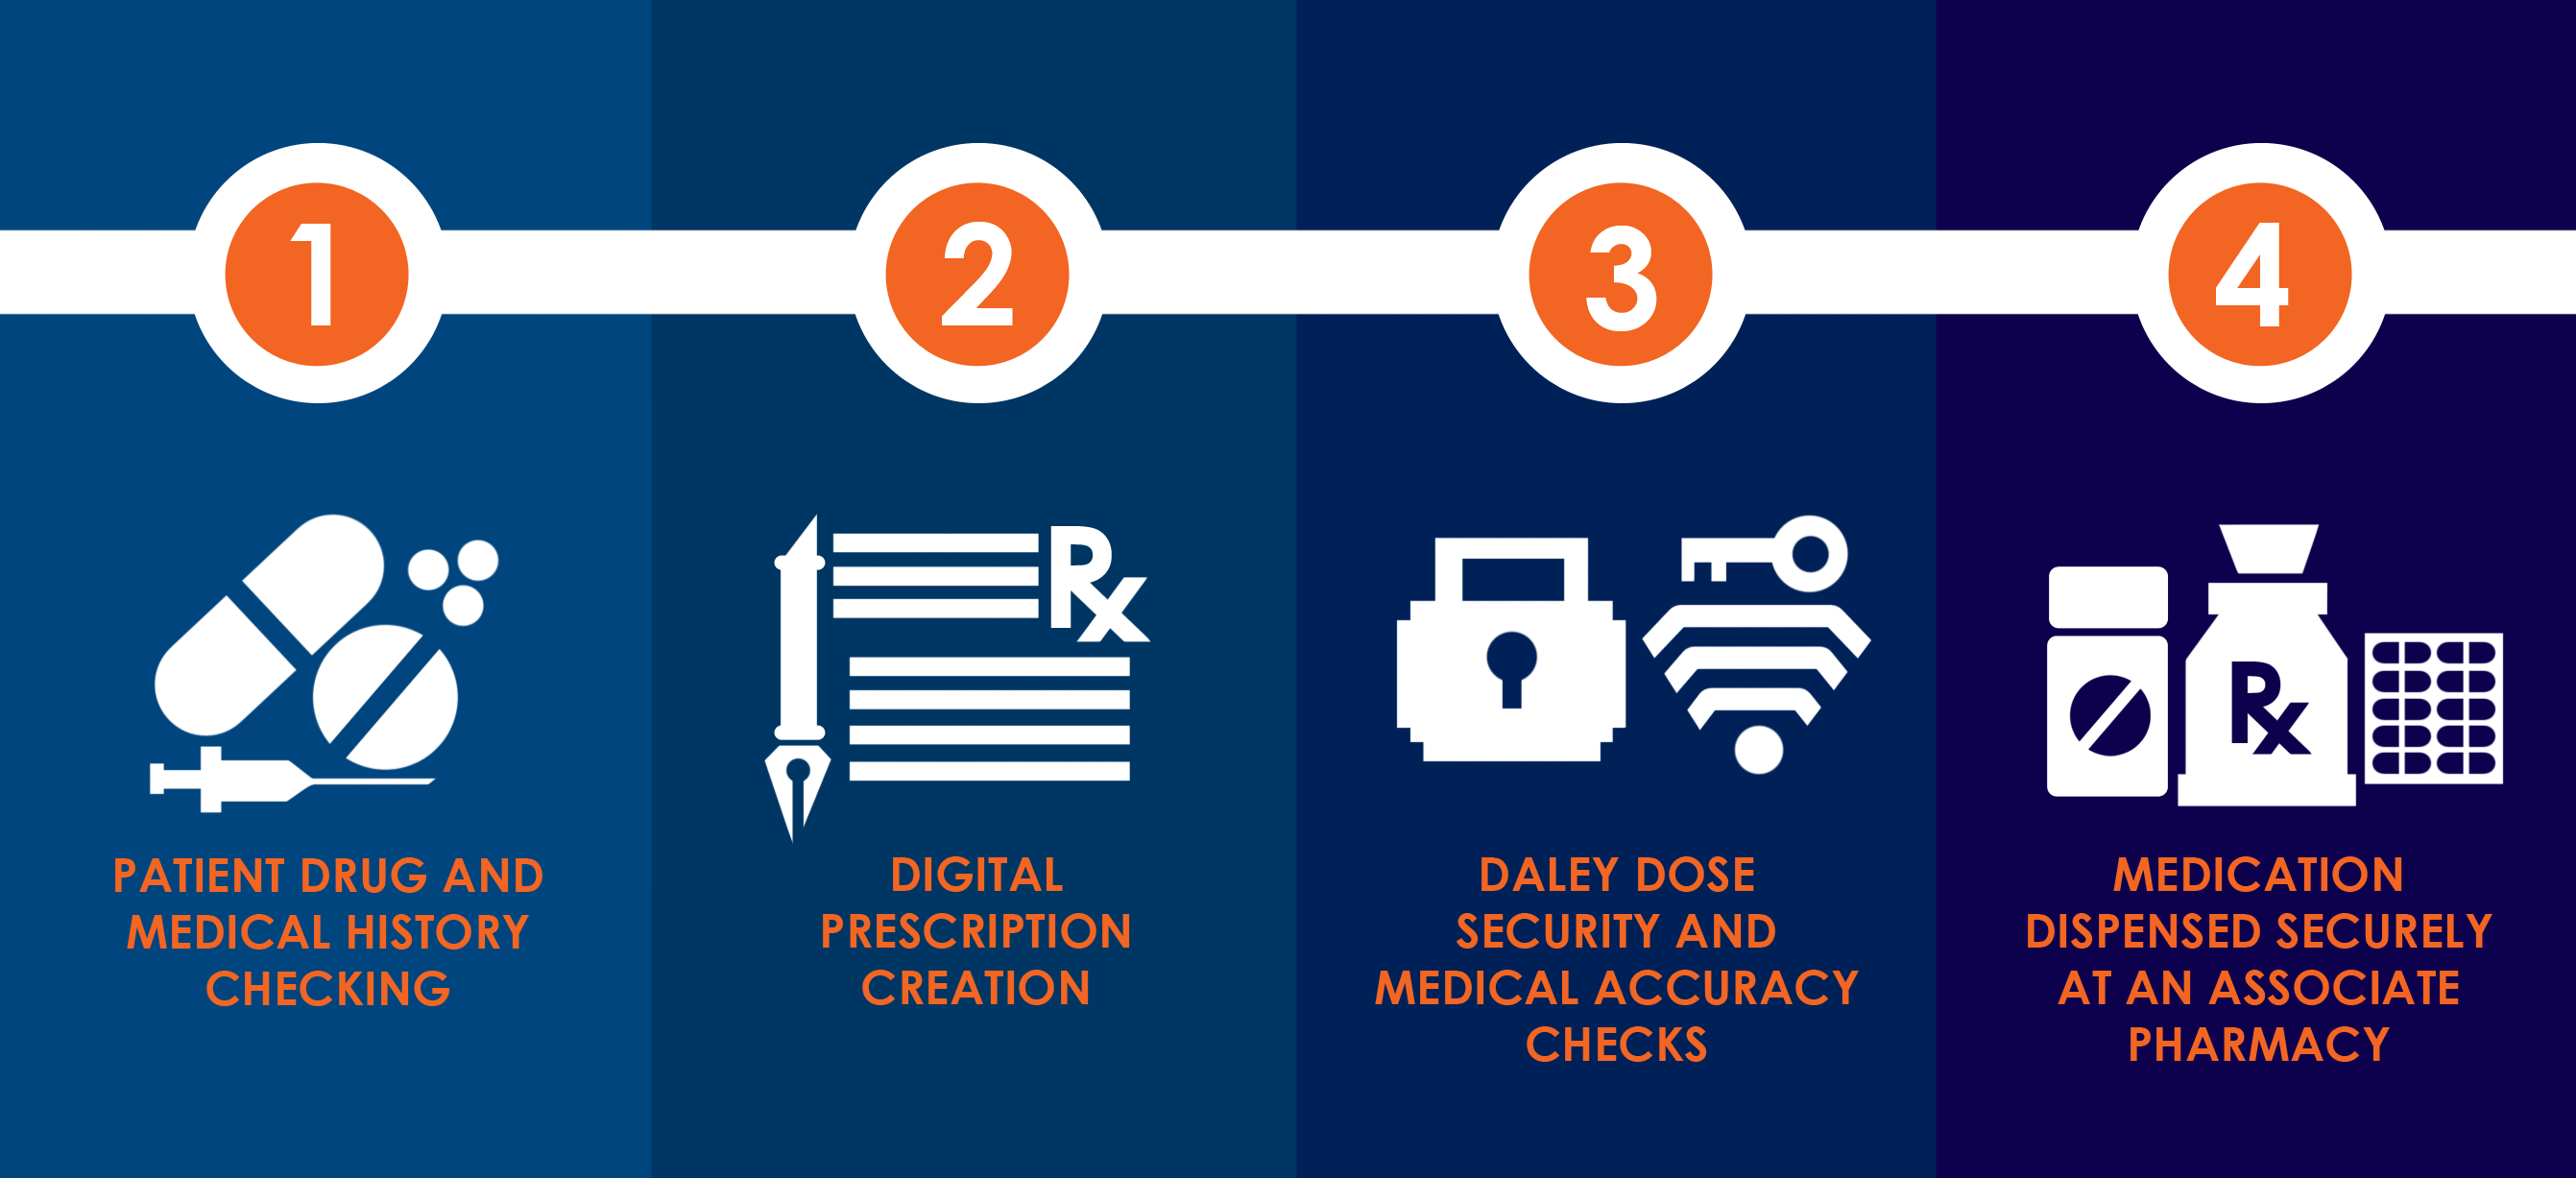 1
2
3
4
Rx
Rx
PATIENT DRUG AND
MEDICAL HISTORY
CHECKING
DIGITAL
PRESCRIPTION
CREATION
DALEY DOSE
SECURITY AND
MEDICAL ACCURACY
CHECKS
MEDICATION
DISPENSED SECURELY
AT AN ASSOCIATE
PHARMACY